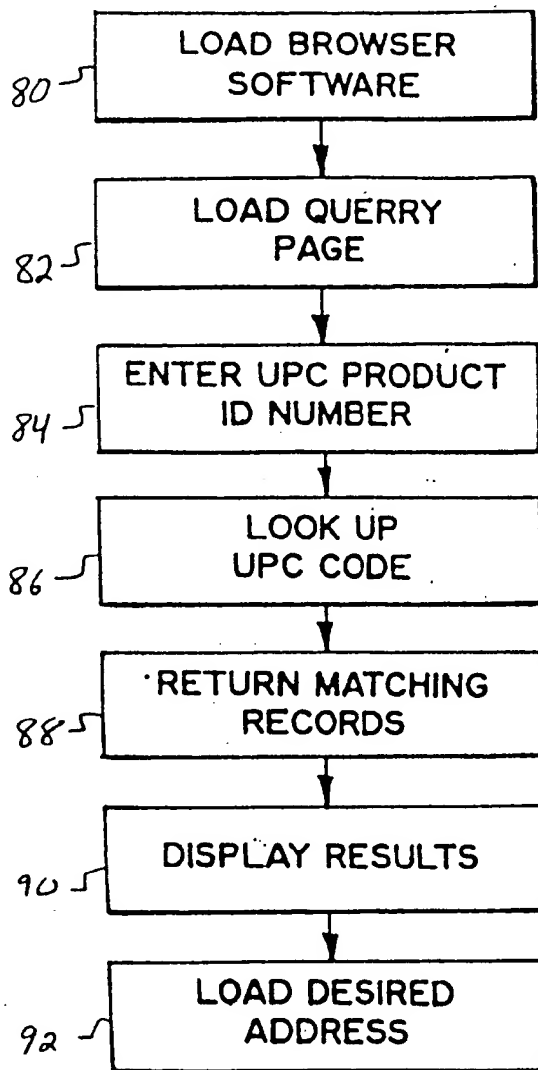 LOAD BROWSER
SOFTWARE
80
LOAD QUERRY
PAGE
82
ENTER UPC PRODUCT
ID NUMBER
84
LOOK UP
UPC CODE
86
RETURN MATCHING
RECORDS
88
DISPLAY RESULTS
90
LOAD DESIRED
ADDRESS
92